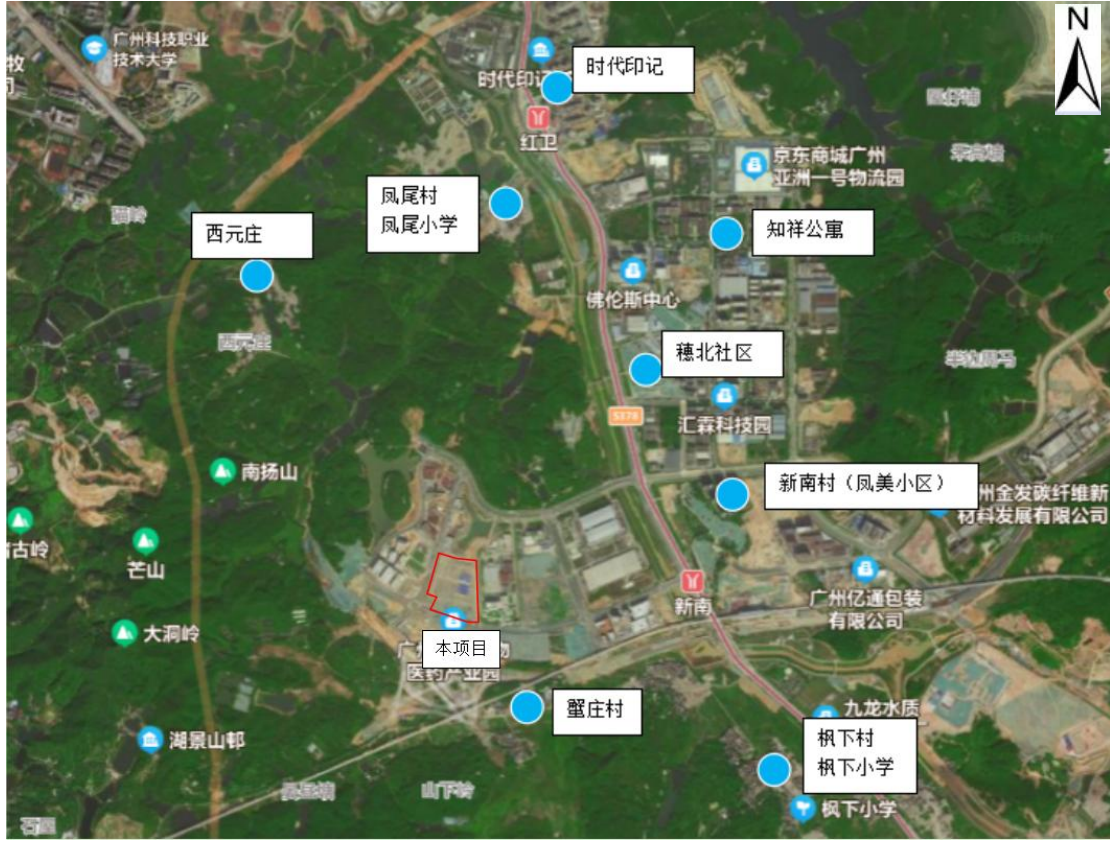 N
广州科技职业
技术大学
牧
司
时代印记
时代印记
红卫
京东商城广州
亚洲一号物流园
凤尾村
凤尾小学
西元庄
知祥公寓
佛伦斯中心
西元庄
穗北社区
S378
汇霖科技园
南扬山
新南村（凤美小区）
州金发碳纤维新
材料发展有限公司
古岭
芒山
新南
广州亿通包装
有限公司
大洞岭
本项目
医药产业园
蟹庄村
湖景山邨
九龙水质
枫下村
枫下小学
山下岭
枫下小学